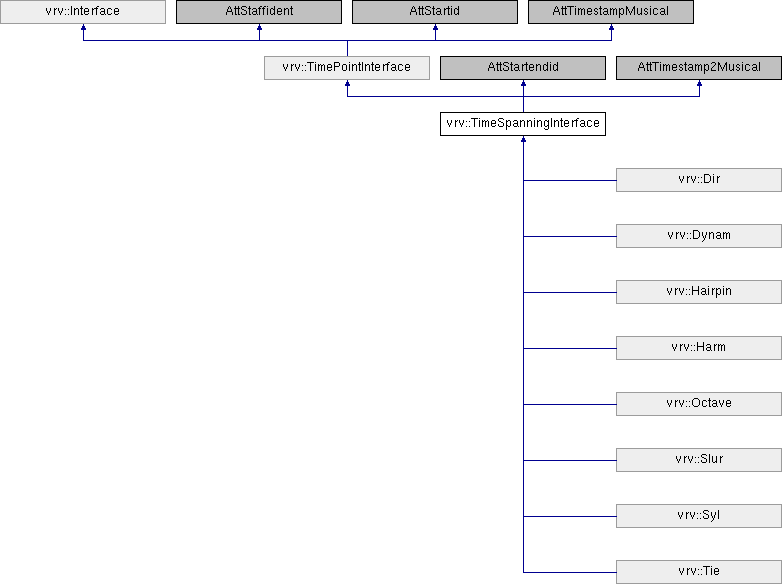 vrv::Interface
AttStaffident
AttStartid
AttTimestampMusical
vrv::TimePointInterface
AttStartendid
AttTimestamp2Musical
vrv::TimeSpanningInterface
vrv::Dir
vrv::Dynam
vrv::Hairpin
vrv::Harm
vrv::Octave
vrv::Slur
vrv::Syl
vrv::Tie